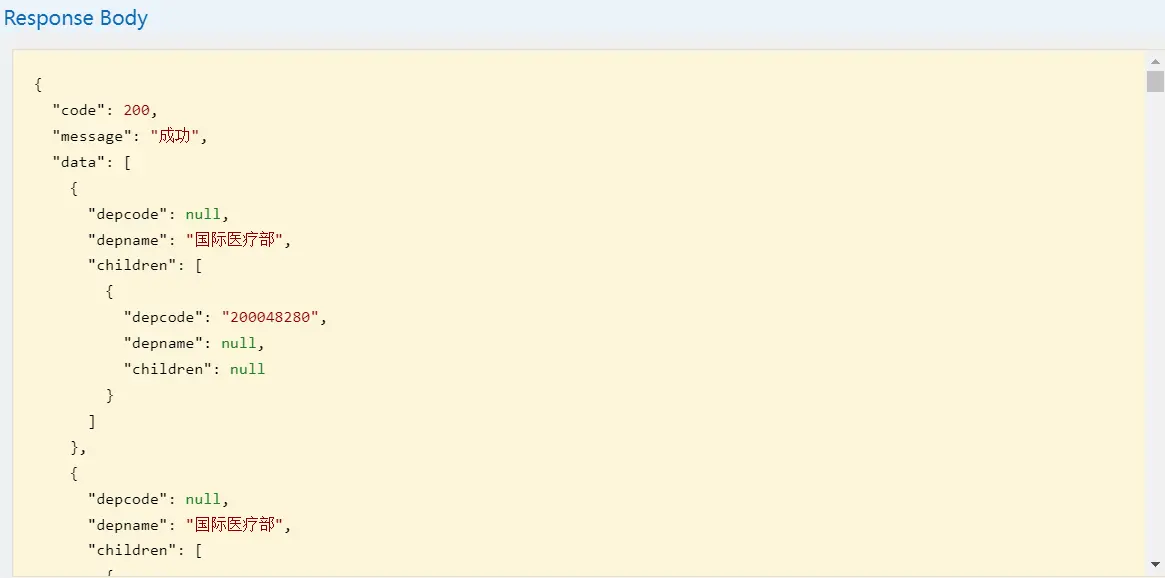 Response Body
{
"code": 200,
"message": "成功",
"data": [
{
"depcode": null,
"depname": "国际医疗部",
"children": [
{
"depcode": "200048280",
"depname": null,
"children": null
}
]
},
{
"depcode": null,
"depname": "国际医疗部",
"children": [
{